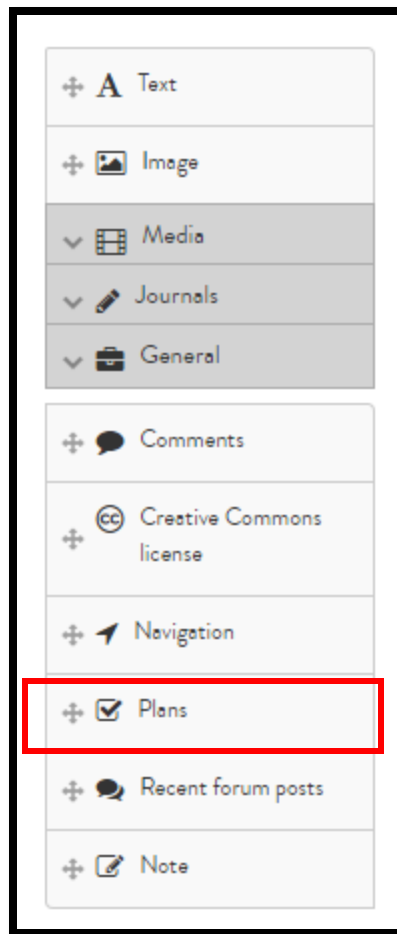 Text
Image
Media
Journals
General
Comments
Creative Commons
license
Navigation
Plans
Recent forum posts
Note